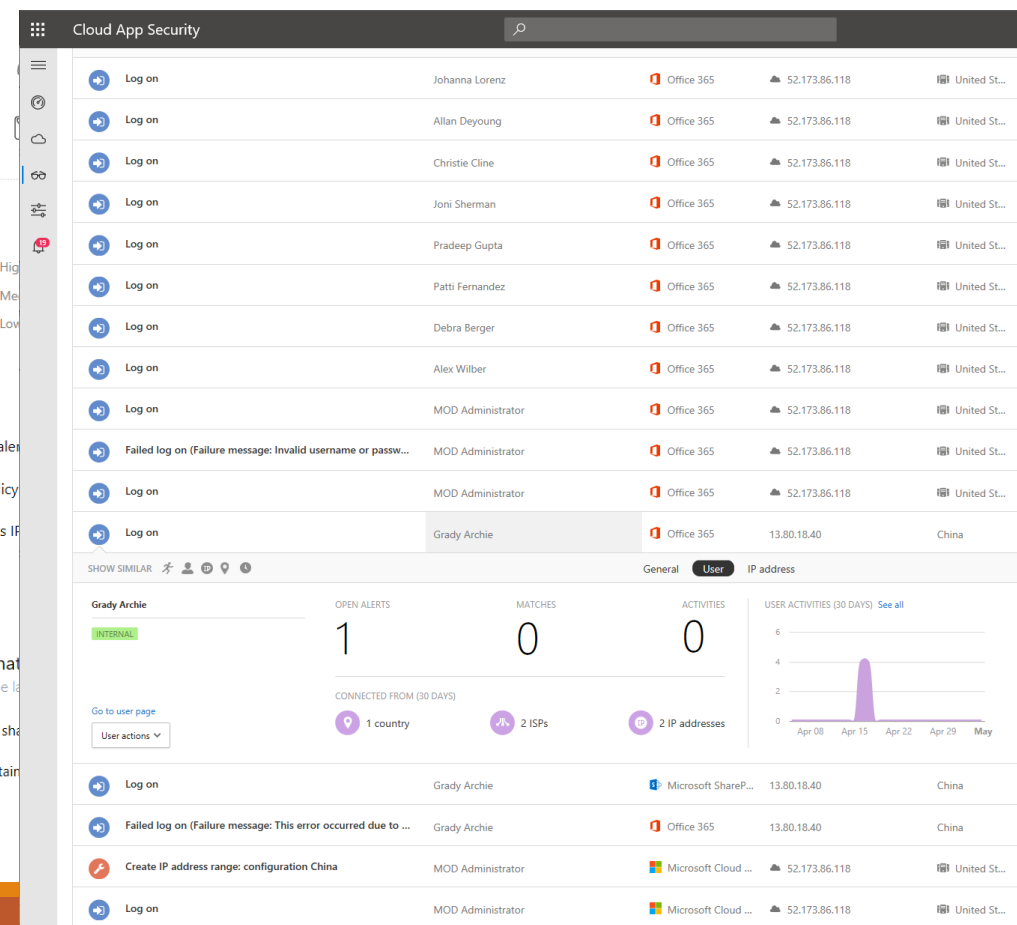 Cloud App Security
Log on Johanna Lorenz Office 365 52.173.86.118 United St...
Log on Allan Deyoung Office 365 52.173.86.118 United St...
Log on Christie Cline Office 365 52.173.86.118 United St...
Log on Joni Sherman Office 365 52.173.86.118 United St...
19
Log on Pradeep Gupta Office 365 52.173.86.118 United St...
Hig
Log on Patti Fernandez Office 365 52.173.86.118 United St...
Me
Low
Log on Debra Berger Office 365 52.173.86.118 United St...
Log on Alex Wilber Office 365 52.173.86.118 United St...
Log on MOD Administrator Office 365 52.173.86.118 United St...
aler
Failed log on (Failure message: Invalid username or passw... MOD Administrator Office 365 52.173.86.118 United St...
icy
Log on MOD Administrator Office 365 52.173.86.118 United St...
s IP
Log on Grady Archie Office 365 13.80.18.40 China
SHOW SIMILAR IP General User IP address
Grady Archie OPEN ALERTS MATCHES ACTIVITIES USER ACTIVITIES (30 DAYS) See all
INTERNAL
1 0 0
6
4
2
0
Apr 08 Apr 15 Apr 22 Apr 29 May
CONNECTED FROM (30 DAYS)
1 country 2 ISPs IP 2 IP addresses
Go to user page
User actions
sha
tain
Log on Grady Archie Microsoft ShareP... 13.80.18.40 China
Failed log on (Failure message: This error occurred due to ... Grady Archie Office 365 13.80.18.40 China
Create IP address range: configuration China MOD Administrator Microsoft Cloud ... 52.173.86.118 United St...
Log on MOD Administrator Microsoft Cloud ... 52.173.86.118 United St...